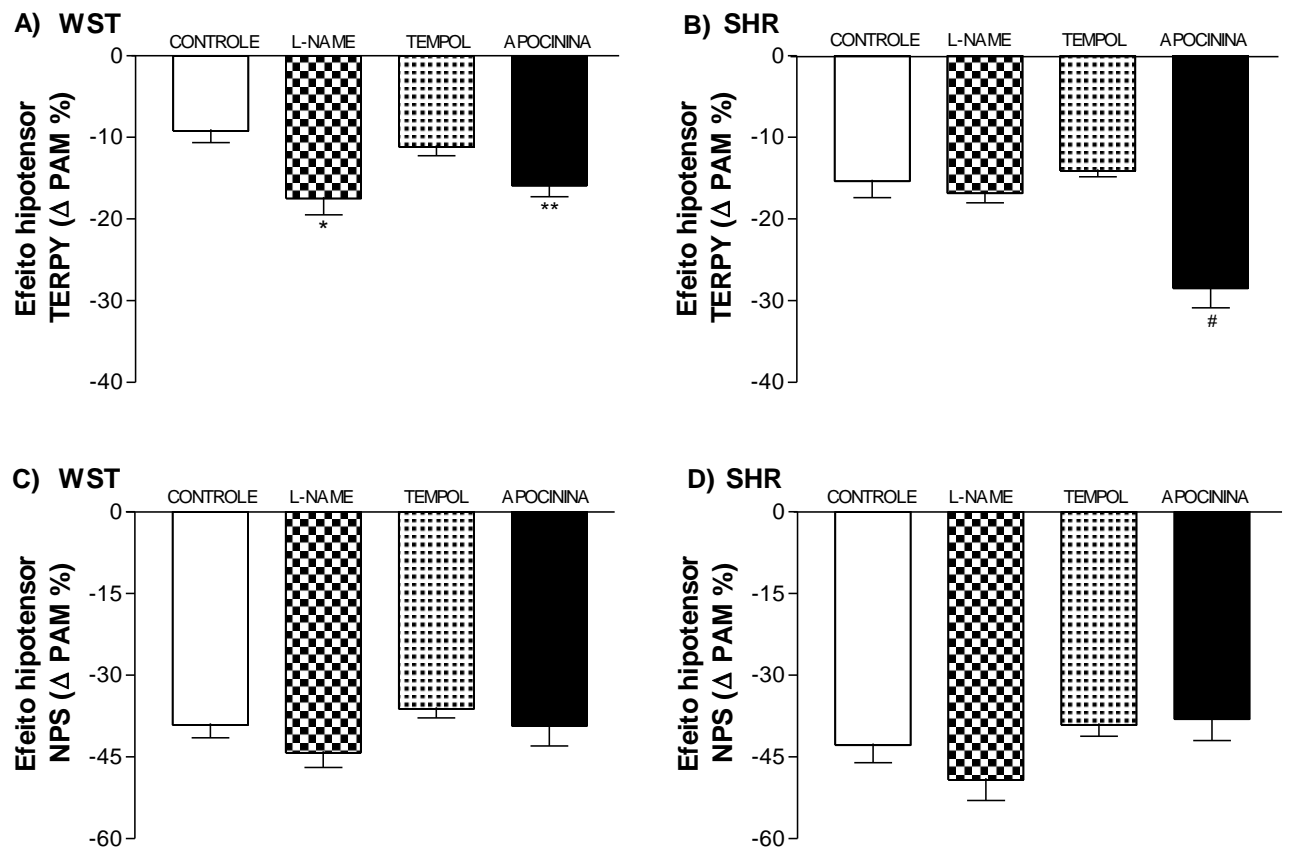 A) WST
CONTROLE L-NAME TEMPOL APOCININA
0
-10
-20
-30
-40
Efeito hipotensor
TERPY (Δ PAM %)
*
**
B) SHR
CONTROLE L-NAME TEMPOL APOCININA
0
-10
-20
-30
-40
Efeito hipotensor
TERPY (Δ PAM %)
#
C) WST
CONTROLE L-NAME TEMPOL APOCININA
0
-15
-30
-45
-60
Efeito hipotensor
NPS (Δ PAM %)
D) SHR
CONTROLE L-NAME TEMPOL APOCININA
0
-15
-30
-45
-60
Efeito hipotensor
NPS (Δ PAM %)